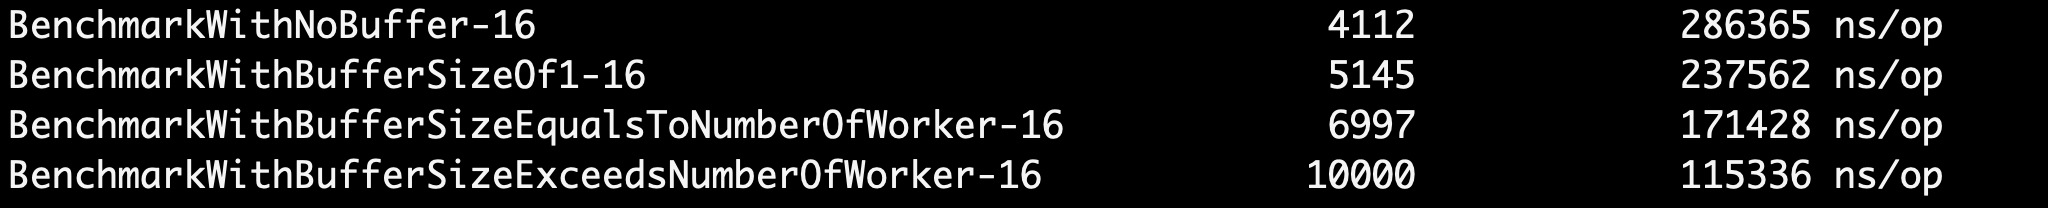 BenchmarkWithNoBuffer-16 4112 286365 ns/op
BenchmarkWithBufferSizeOf1-16 5145 237562 ns/op
BenchmarkWithBufferSizeEqualsToNumberOfWorker-16 6997 171428 ns/op
BenchmarkWithBufferSizeExceedsNumberOfWorker-16 10000 115336 ns/op